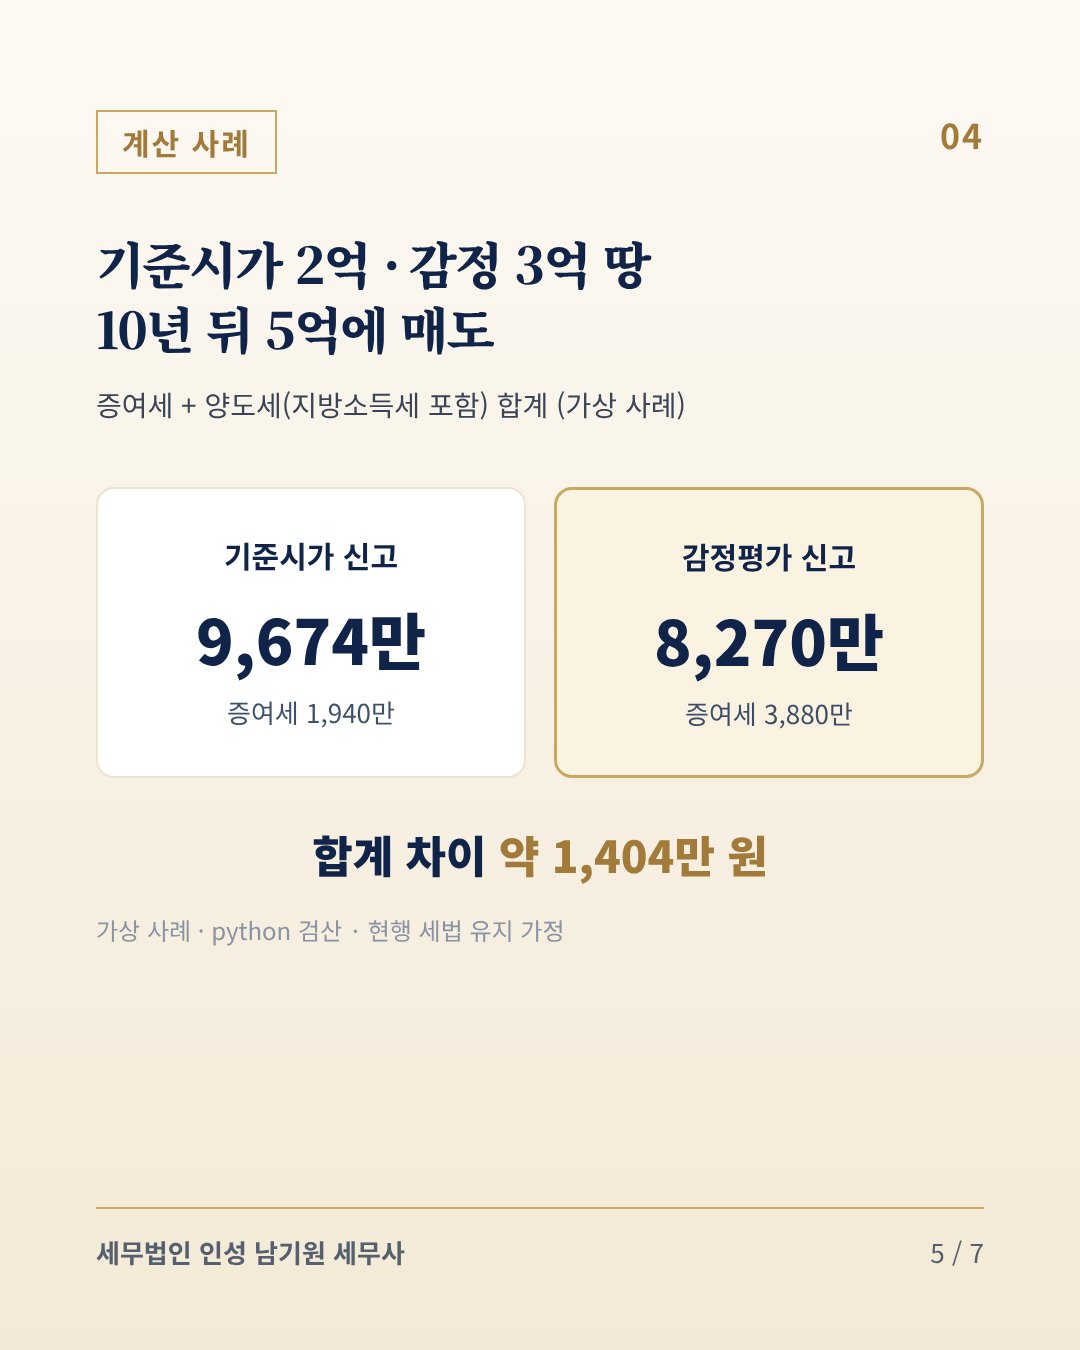 계산 사례
04
기준시가 2억 · 감정 3억 땅
10년 뒤 5억에 매도
증여세 + 양도세(지방소득세 포함) 합계 (가상 사례)
기준시가 신고
9,674만
증여세 1,940만
감정평가 신고
8,270만
증여세 3,880만
합계 차이 약 1,404만 원
가상 사례 · python 검산 · 현행 세법 유지 가정
세무법인 인성 남기원 세무사
5 / 7